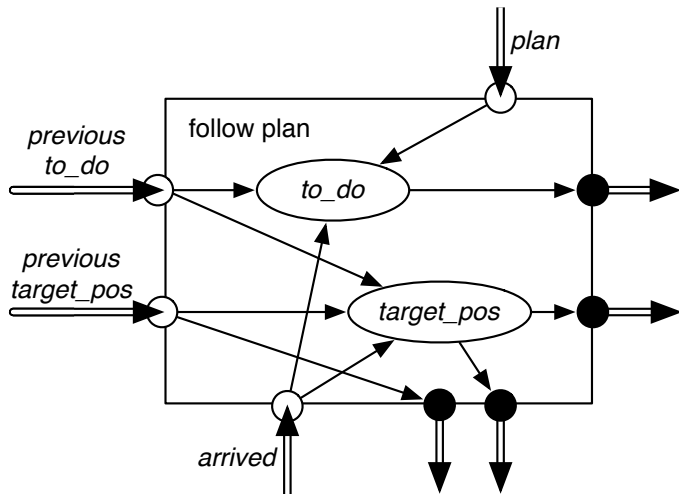 plan
follow plan
previous
to_do
to_do
previous
target_pos
target_pos
arrived